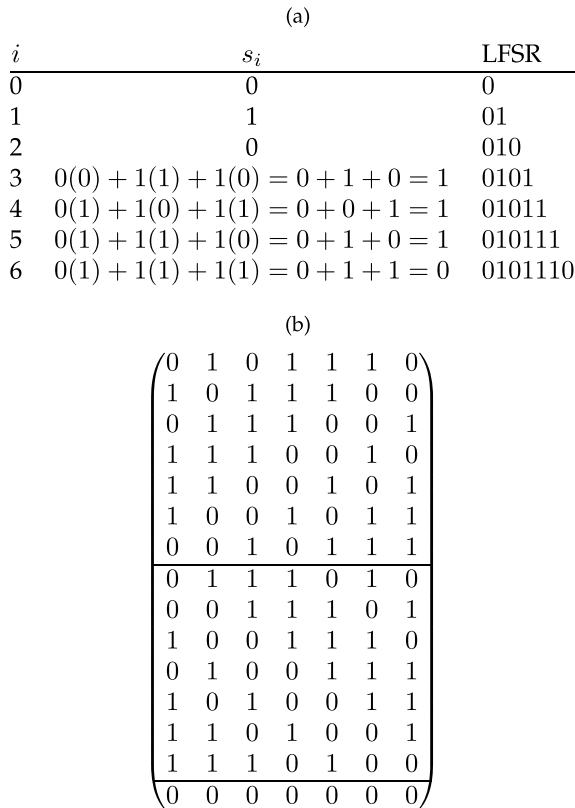 (a)
i s_i LFSR
0 0 0
1 1 01
2 0 010
3 0(0) + 1(1) + 1(0) = 0 + 1 + 0 = 1 0101
4 0(1) + 1(0) + 1(1) = 0 + 0 + 1 = 1 01011
5 0(1) + 1(1) + 1(0) = 0 + 1 + 0 = 1 010111
6 0(1) + 1(1) + 1(1) = 0 + 1 + 1 = 0 0101110
(b)
0 1 0 1 1 1 0
1 0 1 1 1 0 0
0 1 1 1 0 0 1
1 1 1 0 0 1 0
1 1 0 0 1 0 1
1 0 0 1 0 1 1
0 0 1 0 1 1 1
0 1 1 1 0 1 0
0 0 1 1 1 0 1
1 0 0 1 1 1 0
0 1 0 0 1 1 1
1 0 1 0 0 1 1
1 1 0 1 0 0 1
1 1 1 0 1 0 0
0 0 0 0 0 0 0